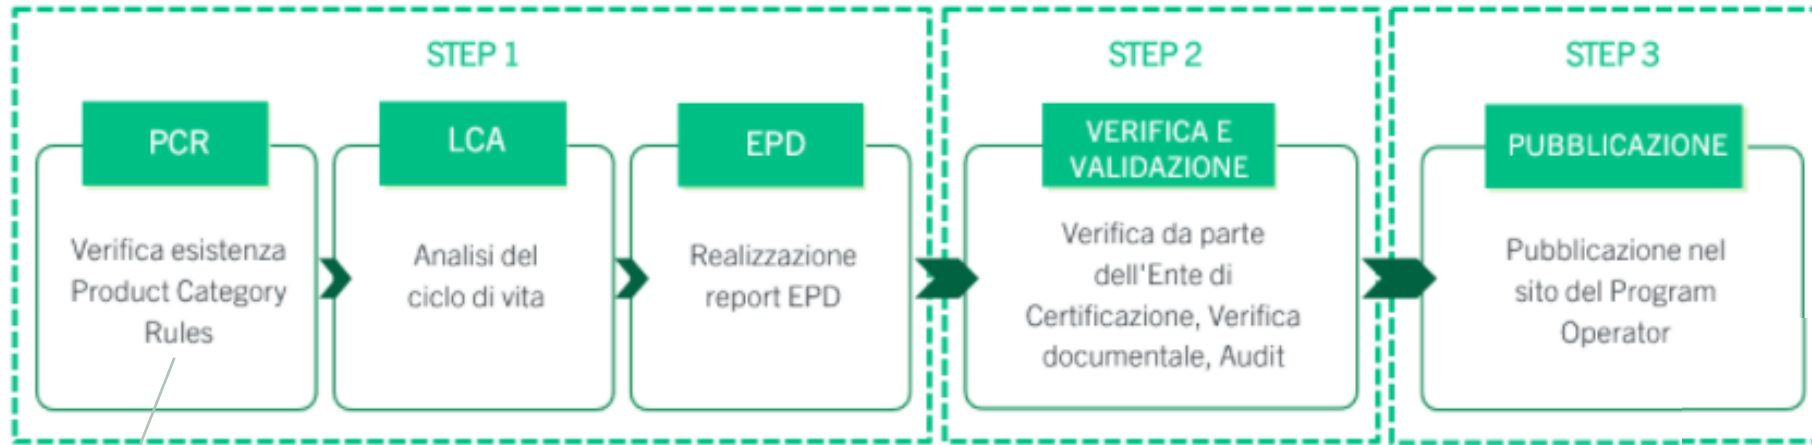 STEP 1
PCR
Verifica esistenza
Product Category
Rules
LCA
Analisi del
ciclo di vita
EPD
Realizzazione
report EPD
STEP 2
VERIFICA E
VALIDAZIONE
Verifica da parte
dell'Ente di
Certificazione, Verifica
documentale, Audit
STEP 3
PUBBLICAZIONE
Pubblicazione nel
sito del Program
Operator